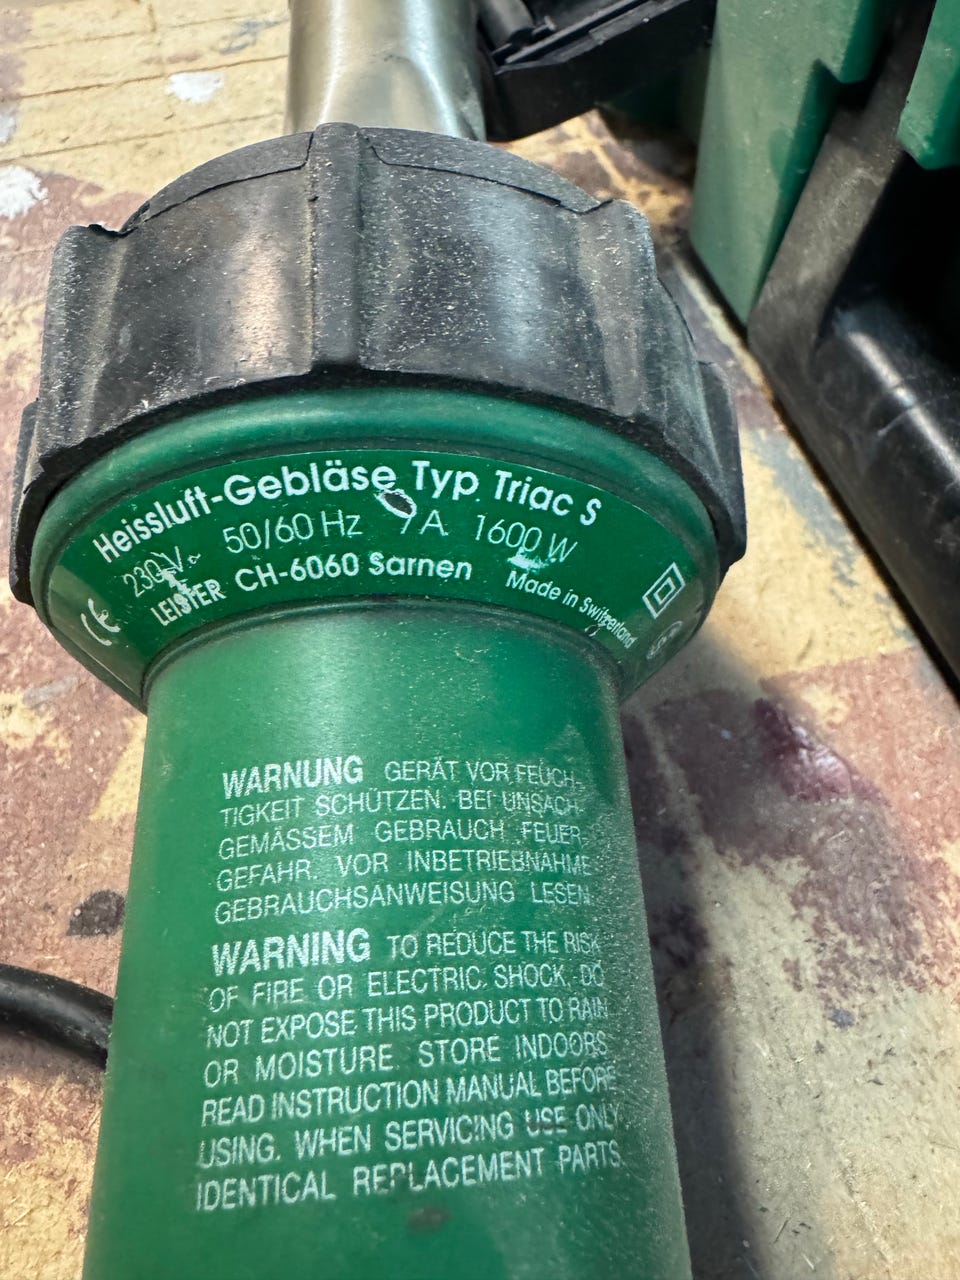 Heissluft-Gebläse Typ Triac S
230 V~ 50/60 Hz 7 A 1600 W
LEISTER CH-6060 Sarnen Made in Switzerland
CE
WARNUNG GERÄT VOR FEUCH-
TIGKEIT SCHÜTZEN. BEI UNSACH-
GEMÄSSEM GEBRAUCH FEUER-
GEFAHR. VOR INBETRIEBNAHME
GEBRAUCHSANWEISUNG LESEN.
WARNING TO REDUCE THE RISK
OF FIRE OR ELECTRIC SHOCK, DO
NOT EXPOSE THIS PRODUCT TO RAIN
OR MOISTURE. STORE INDOORS.
READ INSTRUCTION MANUAL BEFORE
USING. WHEN SERVICING USE ONLY
IDENTICAL REPLACEMENT PARTS.